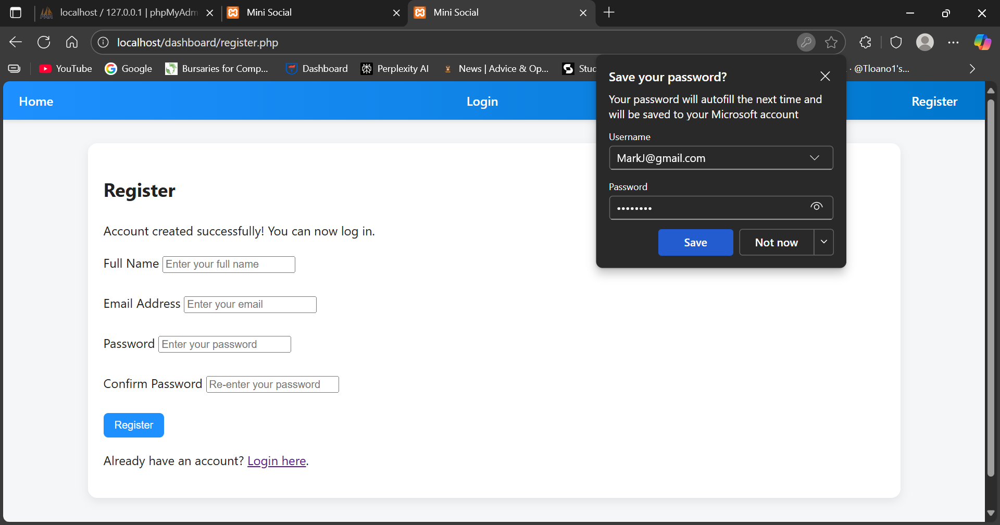 localhost / 127.0.0.1 | phpMyAdm
Mini Social
Mini Social
localhost/dashboard/register.php
YouTube
Google
Bursaries for Comp...
Dashboard
Perplexity AI
News | Advice & Op...
· @Tloano1's...
Home
Login
Register
Save your password?
Your password will autofill the next time and
will be saved to your Microsoft account
Username
MarkJ@gmail.com
Password
••••••••
Save
Not now
Register
Account created successfully! You can now log in.
Full Name Enter your full name
Email Address Enter your email
Password Enter your password
Confirm Password Re-enter your password
Register
Already have an account? Login here.